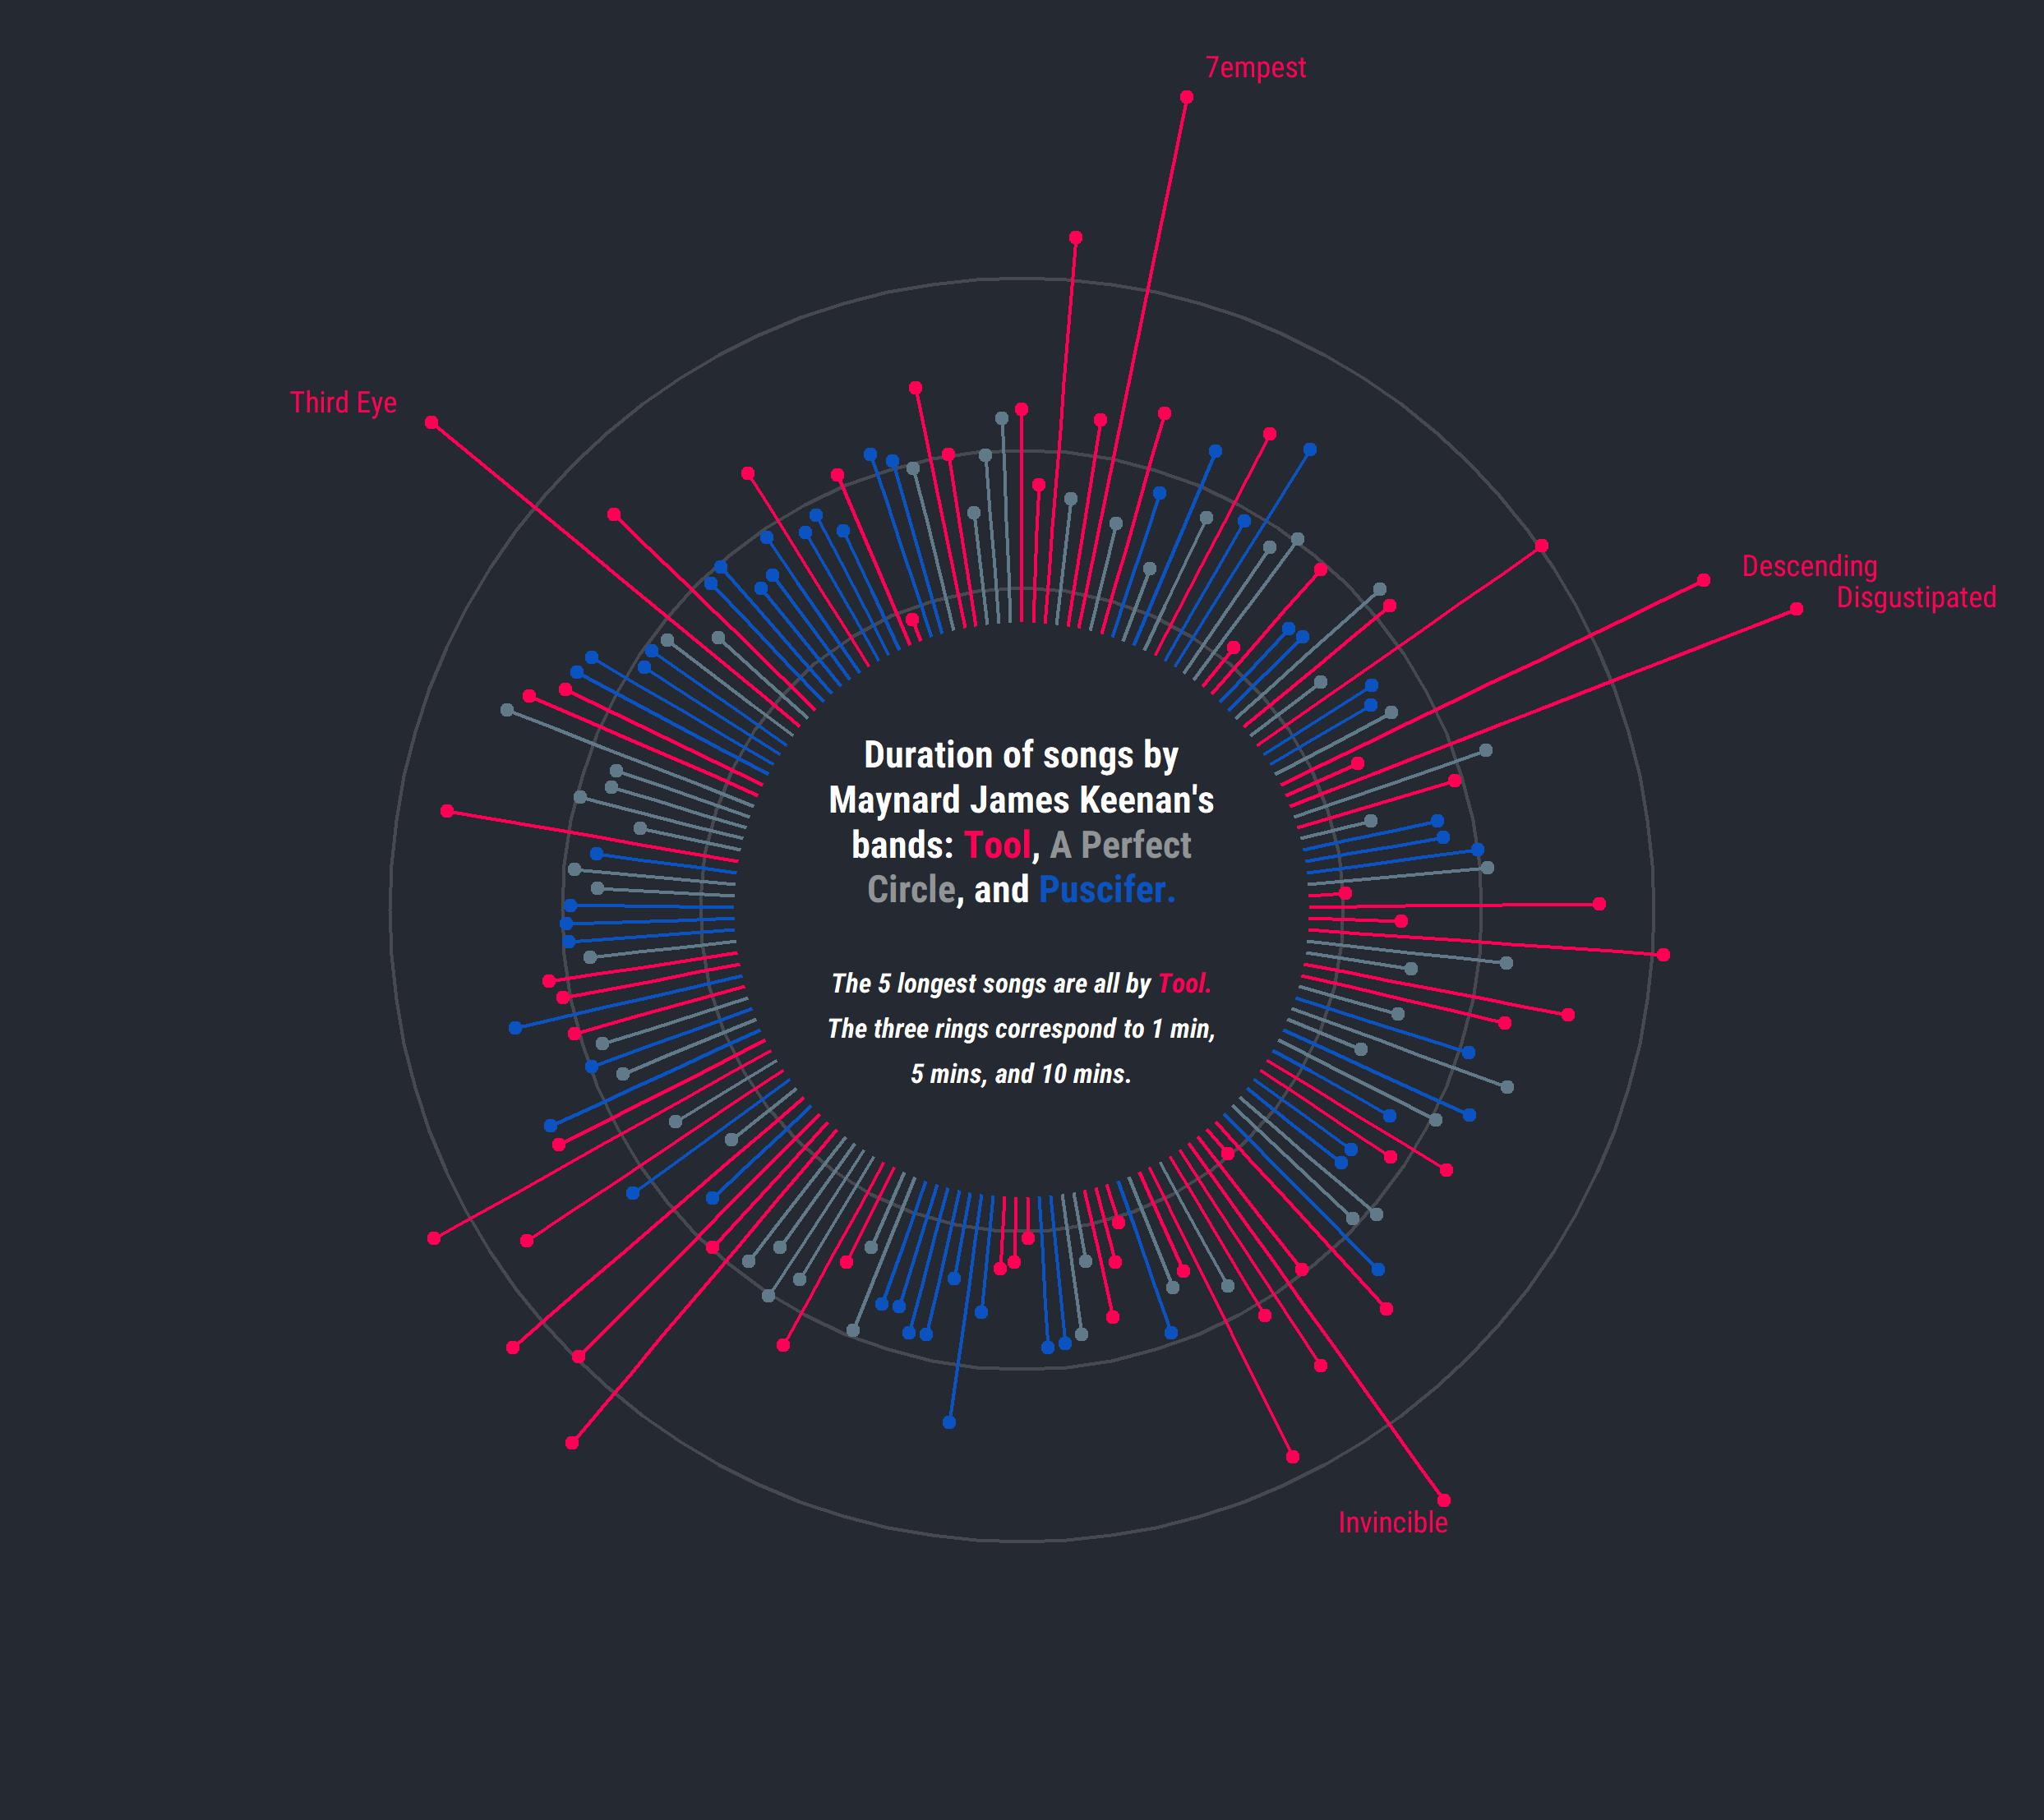 7empest
Third Eye
Descending
Disgustipated
Duration of songs by
Maynard James Keenan's
bands: Tool, A Perfect
Circle, and Puscifer.
The 5 longest songs are all by Tool.
The three rings correspond to 1 min,
5 mins, and 10 mins.
Invincible